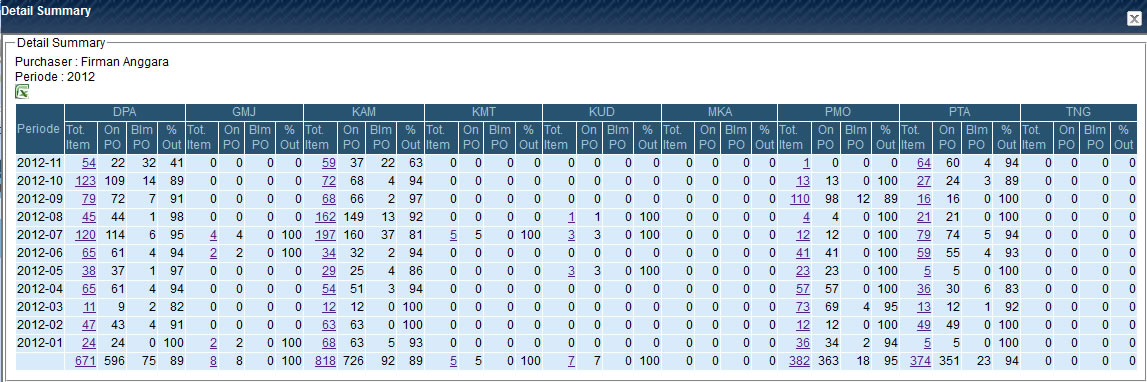 Detail Summary
Detail Summary
Purchaser : Firman Anggara
Periode : 2012
Periode DPA GMJ KAM KMT KUD MKA PMO PTA TNG
Tot. Item On PO Blm PO % Out Tot. Item On PO Blm PO % Out Tot. Item On PO Blm PO % Out Tot. Item On PO Blm PO % Out Tot. Item On PO Blm PO % Out Tot. Item On PO Blm PO % Out Tot. Item On PO Blm PO % Out Tot. Item On PO Blm PO % Out Tot. Item On PO Blm PO % Out
2012-11 54 22 32 41 0 0 0 0 59 37 22 63 0 0 0 0 0 0 0 0 0 0 0 0 1 0 0 0 64 60 4 94 0 0 0 0
2012-10 123 109 14 89 0 0 0 0 72 68 4 94 0 0 0 0 0 0 0 0 0 0 0 0 13 13 0 100 27 24 3 89 0 0 0 0
2012-09 79 72 7 91 0 0 0 0 68 66 2 97 0 0 0 0 0 0 0 0 0 0 0 0 110 98 12 89 16 16 0 100 0 0 0 0
2012-08 45 44 1 98 0 0 0 0 162 149 13 92 0 0 0 0 1 1 0 100 0 0 0 0 4 4 0 100 21 21 0 100 0 0 0 0
2012-07 120 114 6 95 4 4 0 100 197 160 37 81 5 5 0 100 3 3 0 100 0 0 0 0 12 12 0 100 79 74 5 94 0 0 0 0
2012-06 65 61 4 94 2 2 0 100 34 32 2 94 0 0 0 0 0 0 0 0 0 0 0 0 41 41 0 100 59 55 4 93 0 0 0 0
2012-05 38 37 1 97 0 0 0 0 29 25 4 86 0 0 0 0 3 3 0 100 0 0 0 0 23 23 0 100 5 5 0 100 0 0 0 0
2012-04 65 61 4 94 0 0 0 0 54 51 3 94 0 0 0 0 0 0 0 0 0 0 0 0 57 57 0 100 36 30 6 83 0 0 0 0
2012-03 11 9 2 82 0 0 0 0 12 12 0 100 0 0 0 0 0 0 0 0 0 0 0 0 73 69 4 95 13 12 1 92 0 0 0 0
2012-02 47 43 4 91 0 0 0 0 63 63 0 100 0 0 0 0 0 0 0 0 0 0 0 0 12 12 0 100 49 49 0 100 0 0 0 0
2012-01 24 24 0 100 2 2 0 100 68 63 5 93 0 0 0 0 0 0 0 0 0 0 0 0 36 34 2 94 5 5 0 100 0 0 0 0
671 596 75 89 8 8 0 100 818 726 92 89 5 5 0 100 7 7 0 100 0 0 0 0 382 363 18 95 374 351 23 94 0 0 0 0